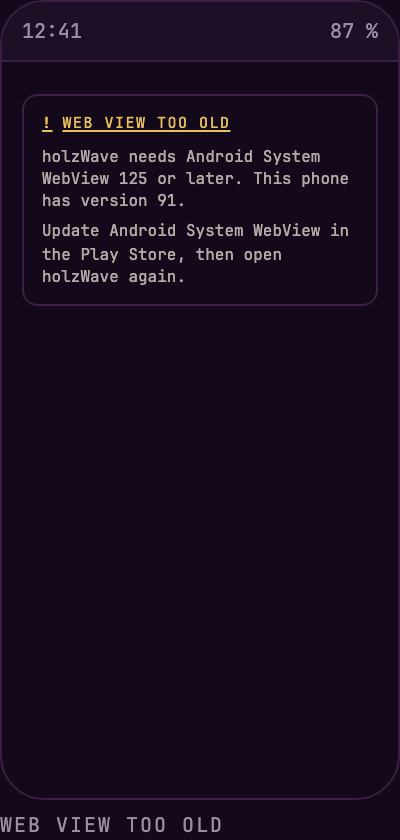 12:41 87 %
! WEB VIEW TOO OLD
holzWave needs Android System
WebView 125 or later. This phone
has version 91.
Update Android System WebView in
the Play Store, then open
holzWave again.
WEB VIEW TOO OLD